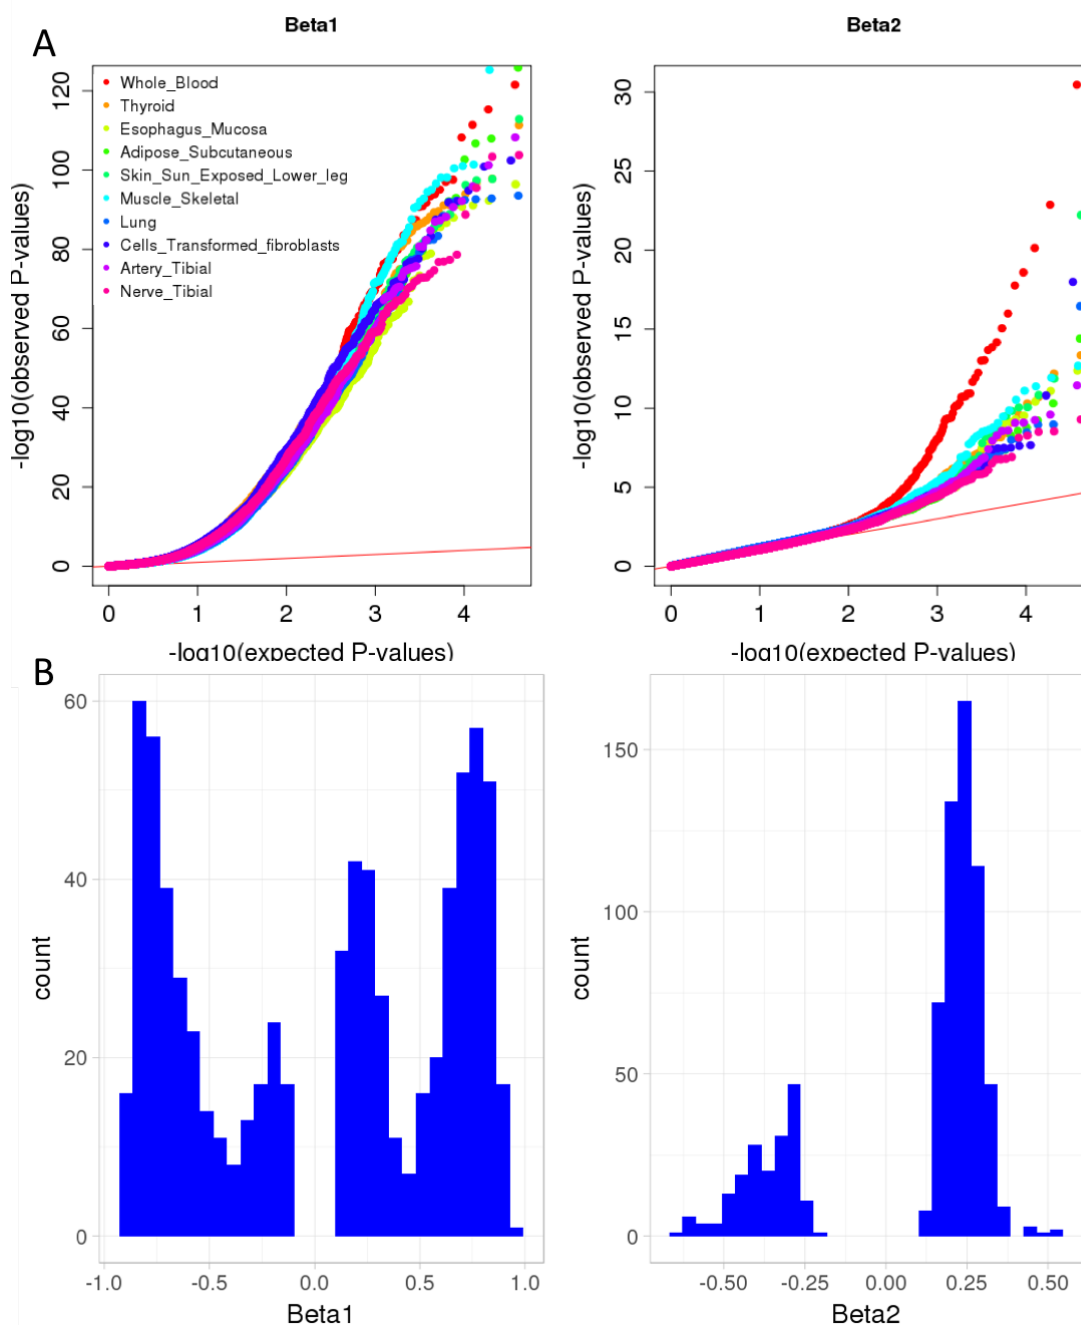 A
Beta1
Beta2
-log10(observed P-values)
120
100
80
60
40
20
0
Whole_Blood
Thyroid
Esophagus_Mucosa
Adipose_Subcutaneous
Skin_Sun_Exposed_Lower_leg
Muscle_Skeletal
Lung
Cells_Transformed_fibroblasts
Artery_Tibial
Nerve_Tibial
0 1 2 3 4
-log10(expected P-values)
-log10(observed P-values)
30
25
20
15
10
5
0
0 1 2 3 4
-log10(expected P-values)
B
count
60
40
20
0
-1.0 -0.5 0.0 0.5 1.0
Beta1
count
150
100
50
0
-0.50 -0.25 0.00 0.25 0.50
Beta2